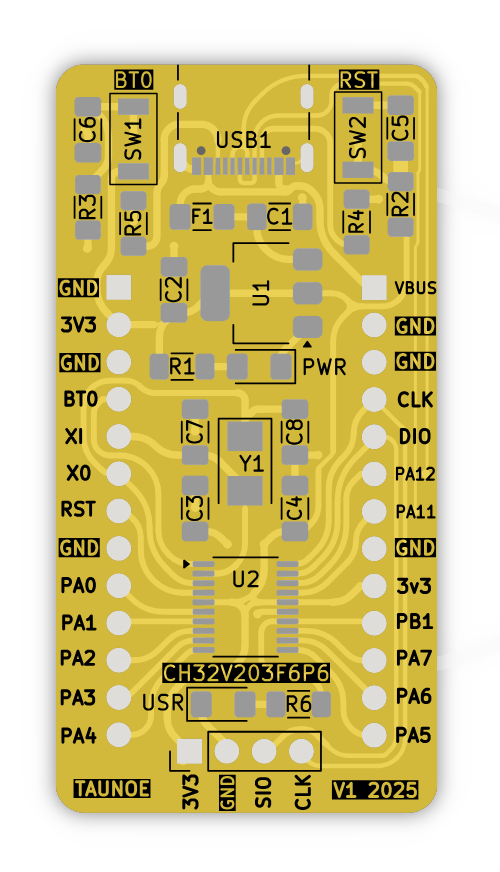 BT0 RST
USB1
C6 SW1 SW2 C5
R3 R5 F1 C1 R4 R2
GND C2 U1 VBUS
3V3 GND
GND R1 PWR GND
BT0 CLK
XI C7 C8 DIO
X0 Y1 PA12
RST C3 C4 PA11
GND GND
PA0 U2 3v3
PA1 PB1
PA2 PA7
CH32V203F6P6
PA3 USR R6 PA6
PA4 PA5
TAUNOE 3V3 GND SIO CLK V1 2025